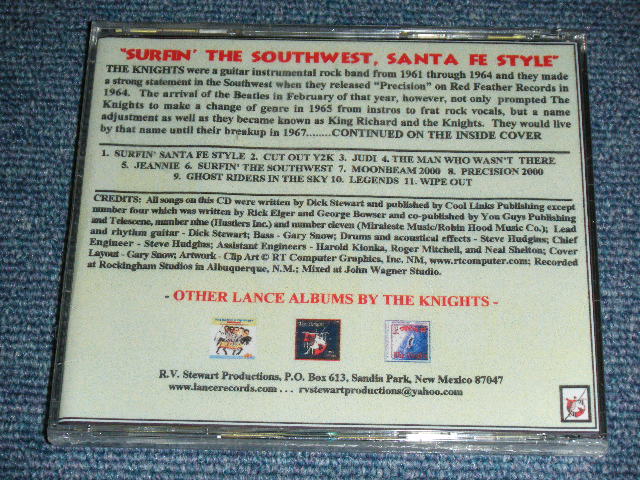 "SURFIN' THE SOUTHWEST, SANTA FE STYLE"
THE KNIGHTS were a guitar instrumental rock band from 1961 through 1964 and they made
a strong statement in the Southwest when they released "Precision" on Red Feather Records in
1964. The arrival of the Beatles in February of that year, however, not only prompted The
Knights to make a change of genre in 1965 from instros to frat rock vocals, but a name
adjustment as well as they became known as King Richard and the Knights. They would live
by that name until their breakup in 1967........CONTINUED ON THE INSIDE COVER
1. SURFIN' SANTA FE STYLE 2. CUT OUT Y2K 3. JUDI 4. THE MAN WHO WASN'T THERE
5. JEANNIE 6. SURFIN' THE SOUTHWEST 7. MOONBEAM 2000 8. PRECISION 2000
9. GHOST RIDERS IN THE SKY 10. LEGENDS 11. WIPE OUT
CREDITS: All songs on this CD were written by Dick Stewart and published by Cool Links Publishing except
number four which was written by Rick Elger and George Bowser and co-published by You Guys Publishing
and Telescene, number nine (Hustlers Inc.) and number eleven (Miraleste Music/Robin Hood Music Co.); Lead
and rhythm guitar - Dick Stewart; Bass - Gary Snow; Drums and acoustical effects - Steve Hudgins; Chief
Engineer - Steve Hudgins; Assistant Engineers - Harold Kionka, Roger Mitchell, and Neal Shelton; Cover
Layout - Gary Snow; Artwork - Clip Art © RT Computer Graphics, Inc. NM, www.rtcomputer.com; Recorded
at Rockingham Studios in Albuquerque, N.M.; Mixed at John Wagner Studio.
- OTHER LANCE ALBUMS BY THE KNIGHTS -
R.V. Stewart Productions, P.O. Box 613, Sandia Park, New Mexico 87047
www.lancerecords.com . . . rvstewartproductions@yahoo.com